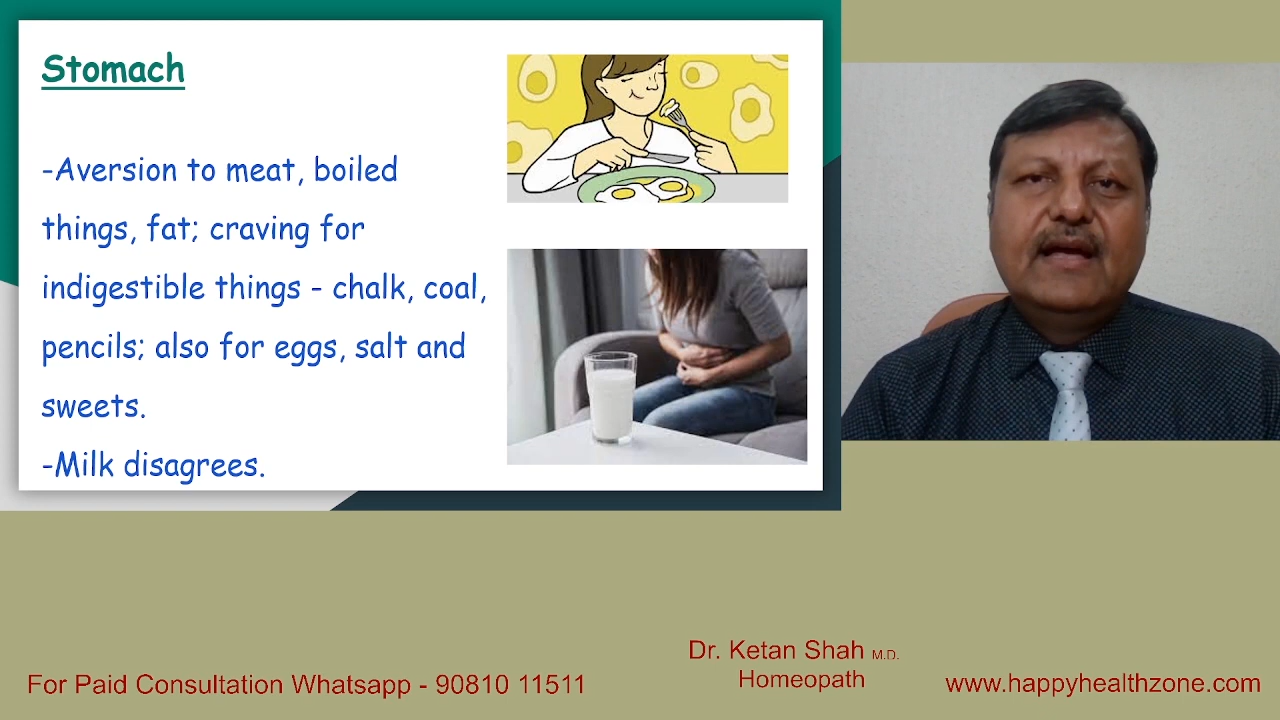 Stomach
-Aversion to meat, boiled
things, fat; craving for
indigestible things - chalk, coal,
pencils; also for eggs, salt and
sweets.
-Milk disagrees.
Dr. Ketan Shah M.D.
Homeopath
For Paid Consultation Whatsapp - 90810 11511
www.happyhealthzone.com